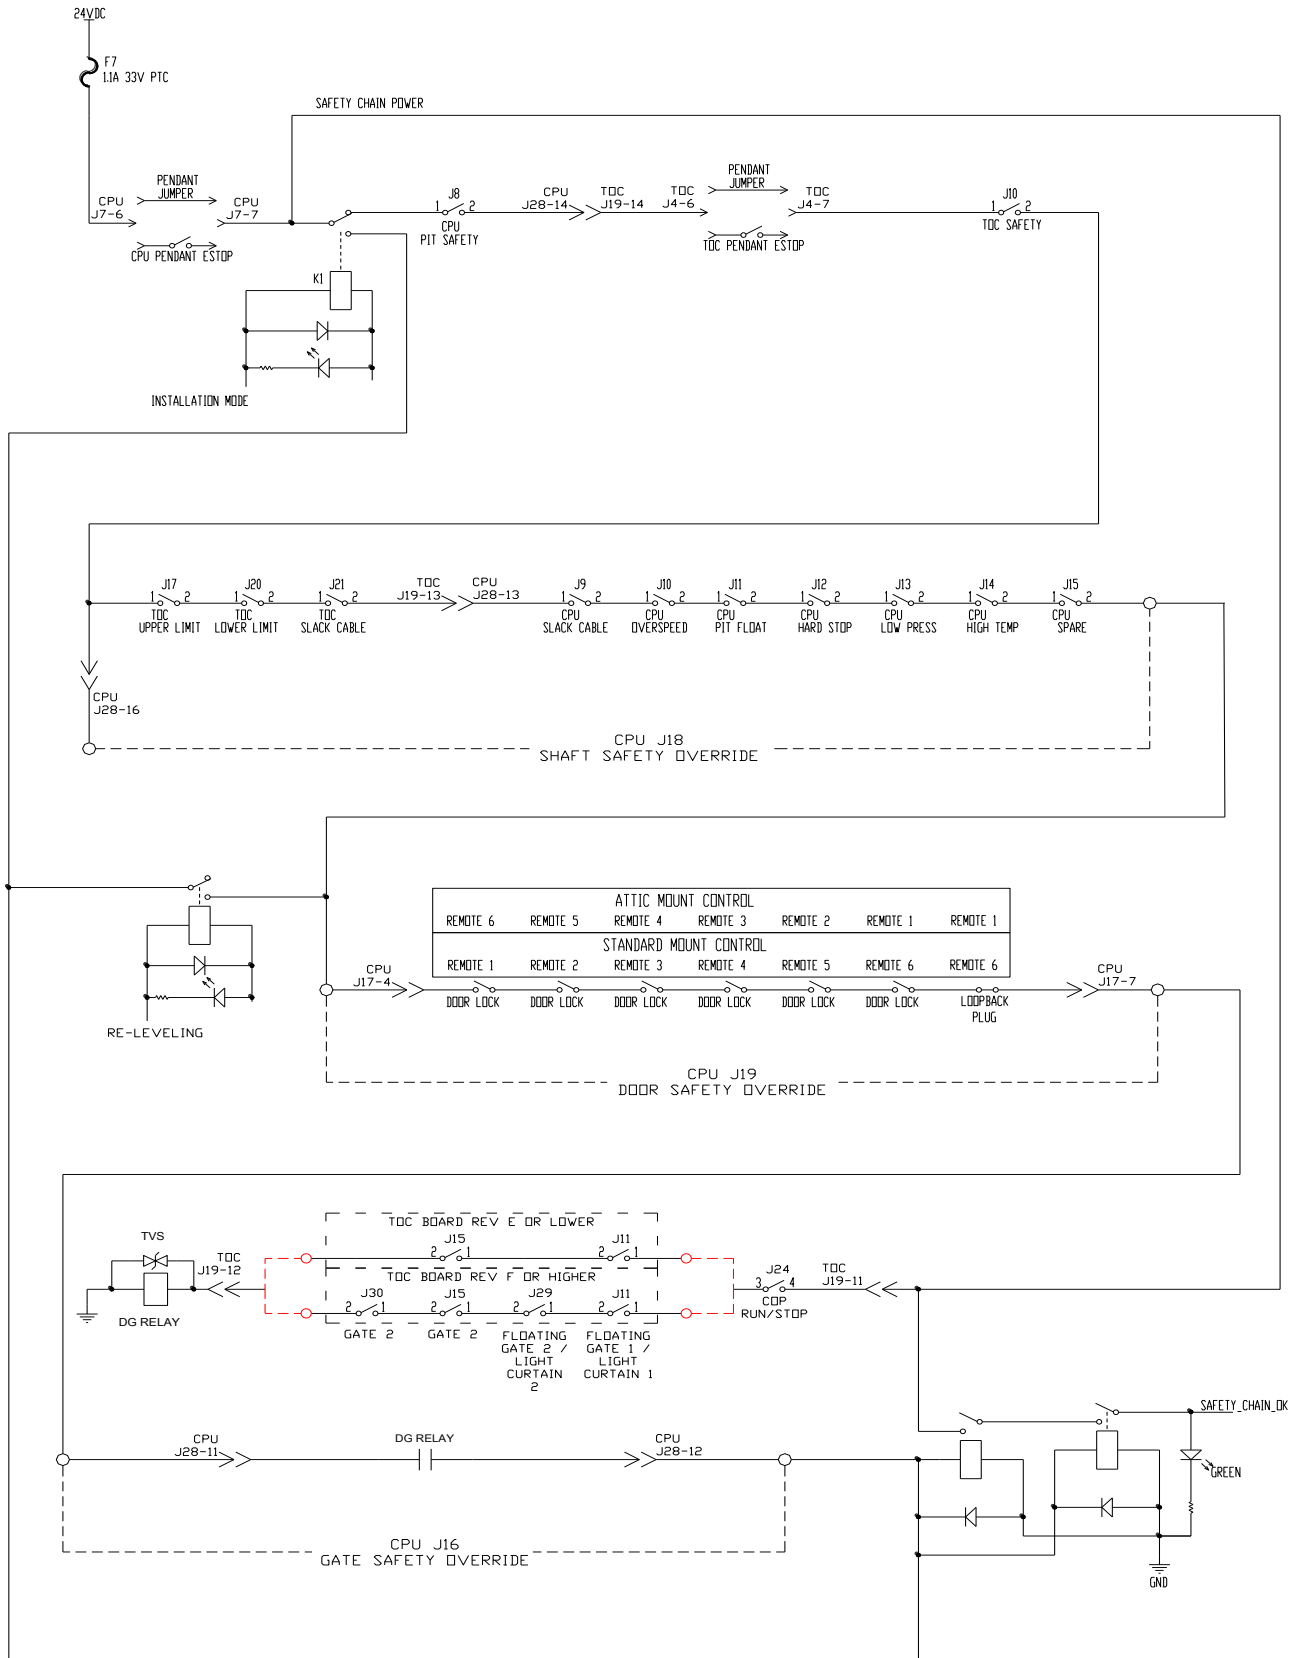 24VDC
F7
1.1A 33V PTC
SAFETY CHAIN POWER
CPU
J7-6
PENDANT
JUMPER
CPU
J7-7
CPU PENDANT ESTOP
J8
1 2
CPU
PIT SAFETY
CPU
J28-14
TOC
J19-14
TOC
J4-6
PENDANT
JUMPER
TOC
J4-7
TOC PENDANT ESTOP
J10
1 2
TOC SAFETY
K1
INSTALLATION MODE
J17
1 2
TOC
UPPER LIMIT
J20
1 2
TOC
LOWER LIMIT
J21
1 2
TOC
SLACK CABLE
TOC
J19-13
CPU
J28-13
J9
1 2
CPU
SLACK CABLE
J10
1 2
CPU
OVERSPEED
J11
1 2
CPU
PIT FLOAT
J12
1 2
CPU
HARD STOP
J13
1 2
CPU
LOW PRESS
J14
1 2
CPU
HIGH TEMP
J15
1 2
CPU
SPARE
CPU
J28-16
CPU J18
SHAFT SAFETY OVERRIDE
ATTIC MOUNT CONTROL
REMOTE 6 REMOTE 5 REMOTE 4 REMOTE 3 REMOTE 2 REMOTE 1 REMOTE 1
STANDARD MOUNT CONTROL
REMOTE 1 REMOTE 2 REMOTE 3 REMOTE 4 REMOTE 5 REMOTE 6 REMOTE 6
CPU
J17-4
CPU
J17-7
DOOR LOCK DOOR LOCK DOOR LOCK DOOR LOCK DOOR LOCK DOOR LOCK LOOPBACK
PLUG
RE-LEVELING
CPU J19
DOOR SAFETY OVERRIDE
TVS
TOC
J19-12
DG RELAY
TOC BOARD REV E OR LOWER
J15
2 1
J11
2 1
TOC BOARD REV F OR HIGHER
J30
2 1
GATE 2
J15
2 1
GATE 2
J29
2 1
FLOATING
GATE 2 /
LIGHT
CURTAIN
2
J11
2 1
FLOATING
GATE 1 /
LIGHT
CURTAIN 1
J24
3 4
COP
RUN/STOP
TOC
J19-11
SAFETY_CHAIN_OK
GREEN
GND
CPU
J28-11
DG RELAY
CPU
J28-12
CPU J16
GATE SAFETY OVERRIDE